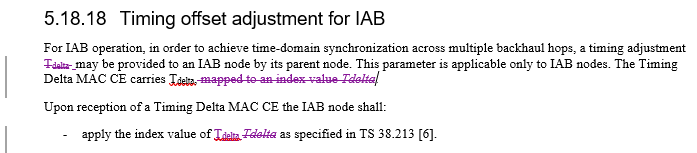 5.18.18 Timing offset adjustment for IAB
For IAB operation, in order to achieve time-domain synchronization across multiple backhaul hops, a timing adjustment
Tdelta may be provided to an IAB node by its parent node. This parameter is applicable only to IAB nodes. The Timing
Delta MAC CE carries Tdelta. mapped to an index value Tdelta
Upon reception of a Timing Delta MAC CE the IAB node shall:
- apply the index value of Tdelta Tdelta as specified in TS 38.213 [6].